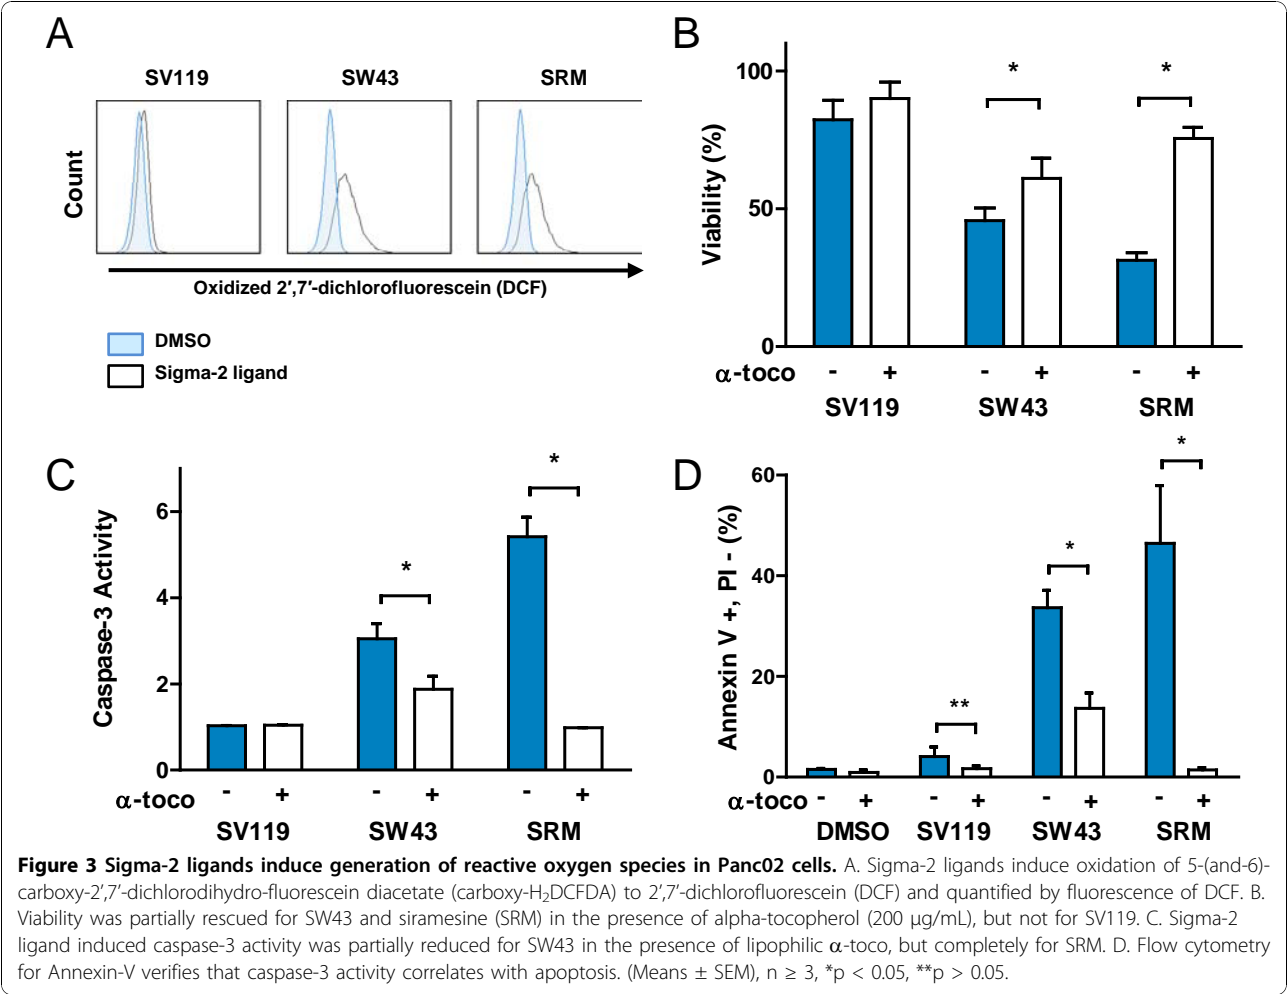 A
SV119 SW43 SRM
Count
Oxidized 2′,7′-dichlorofluorescein (DCF)
DMSO
Sigma-2 ligand
B
Viability (%)
100
50
0
* *
α-toco - + - + - +
SV119 SW43 SRM
C
Caspase-3 Activity
6
4
2
0
* *
α-toco - + - + - +
SV119 SW43 SRM
D
Annexin V +, PI - (%)
60
40
20
0
** * *
α-toco - + - + - + - +
DMSO SV119 SW43 SRM
Figure 3 Sigma-2 ligands induce generation of reactive oxygen species in Panc02 cells. A. Sigma-2 ligands induce oxidation of 5-(and-6)-
carboxy-2′,7′-dichlorodihydro-fluorescein diacetate (carboxy-H₂DCFDA) to 2′,7′-dichlorofluorescein (DCF) and quantified by fluorescence of DCF. B.
Viability was partially rescued for SW43 and siramesine (SRM) in the presence of alpha-tocopherol (200 μg/mL), but not for SV119. C. Sigma-2
ligand induced caspase-3 activity was partially reduced for SW43 in the presence of lipophilic α-toco, but completely for SRM. D. Flow cytometry
for Annexin-V verifies that caspase-3 activity correlates with apoptosis. (Means ± SEM), n ≥ 3, *p < 0.05, **p > 0.05.